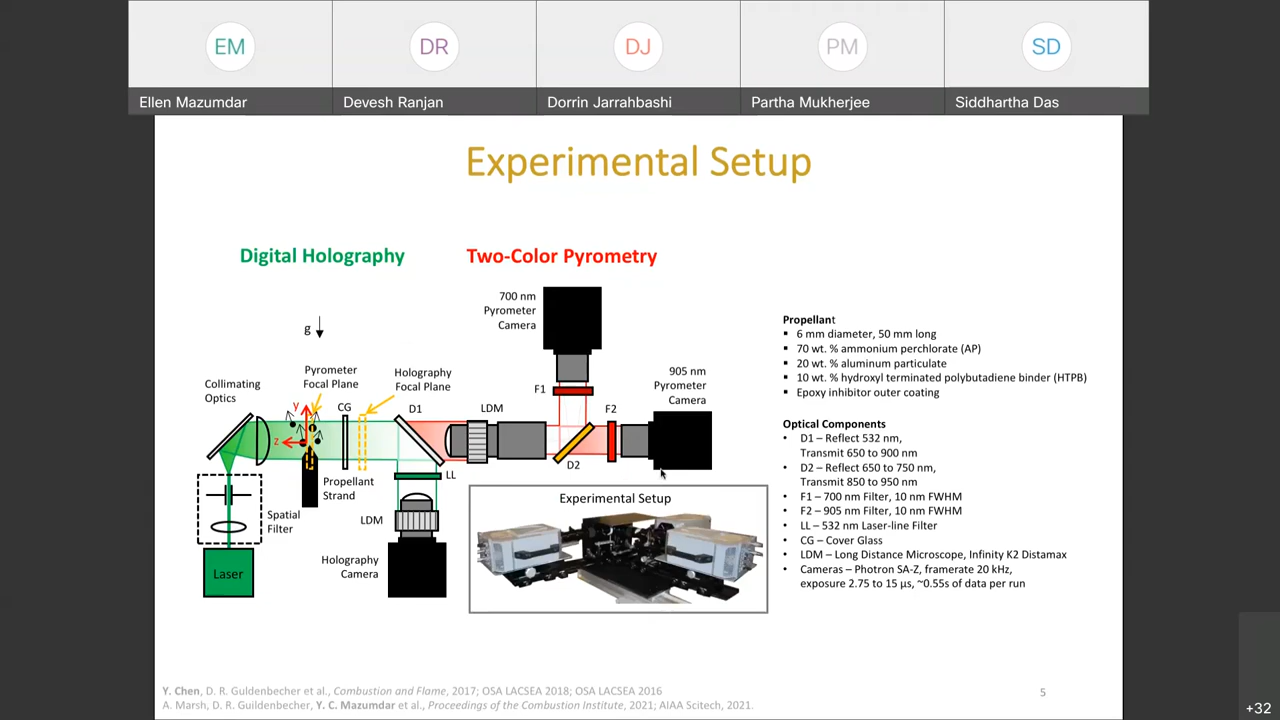 EM
DR
DJ
PM
SD
Ellen Mazumdar
Devesh Ranjan
Dorrin Jarrahbashi
Partha Mukherjee
Siddhartha Das
Experimental Setup
Digital Holography
Two-Color Pyrometry
700 nm
Pyrometer
Camera
g
Pyrometer
Focal Plane
Holography
Focal Plane
Collimating
Optics
905 nm
Pyrometer
Camera
y
z
CG
D1
LDM
F1
F2
D2
LL
Propellant
Strand
Spatial
Filter
LDM
Holography
Camera
Laser
Experimental Setup
Propellant
▪ 6 mm diameter, 50 mm long
▪ 70 wt. % ammonium perchlorate (AP)
▪ 20 wt. % aluminum particulate
▪ 10 wt. % hydroxyl terminated polybutadiene binder (HTPB)
▪ Epoxy inhibitor outer coating
Optical Components
• D1 – Reflect 532 nm,
Transmit 650 to 900 nm
• D2 – Reflect 650 to 750 nm,
Transmit 850 to 950 nm
• F1 – 700 nm Filter, 10 nm FWHM
• F2 – 905 nm Filter, 10 nm FWHM
• LL – 532 nm Laser-line Filter
• CG – Cover Glass
• LDM – Long Distance Microscope, Infinity K2 Distamax
• Cameras – Photron SA-Z, framerate 20 kHz,
exposure 2.75 to 15 μs, ~0.55s of data per run
Y. Chen, D. R. Guldenbecher et al., Combustion and Flame, 2017; OSA LACSEA 2018; OSA LACSEA 2016
A. Marsh, D. R. Guildenbecher, Y. C. Mazumdar et al., Proceedings of the Combustion Institute, 2021; AIAA Scitech, 2021.
5
+32